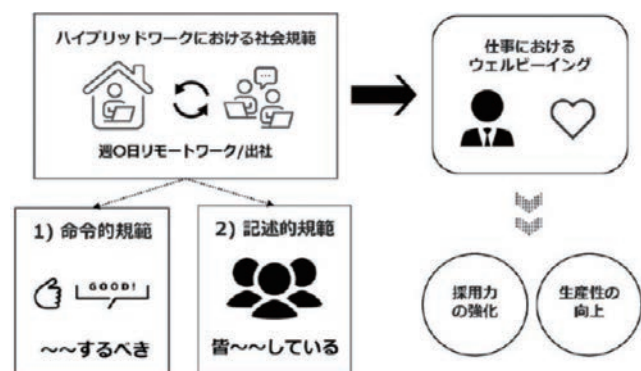 ハイブリッドワークにおける社会規範
週〇日リモートワーク/出社
仕事における
ウェルビーイング
1) 命令的規範
GOOD!
～～するべき
2) 記述的規範
皆～～している
採用力
の強化
生産性の
向上